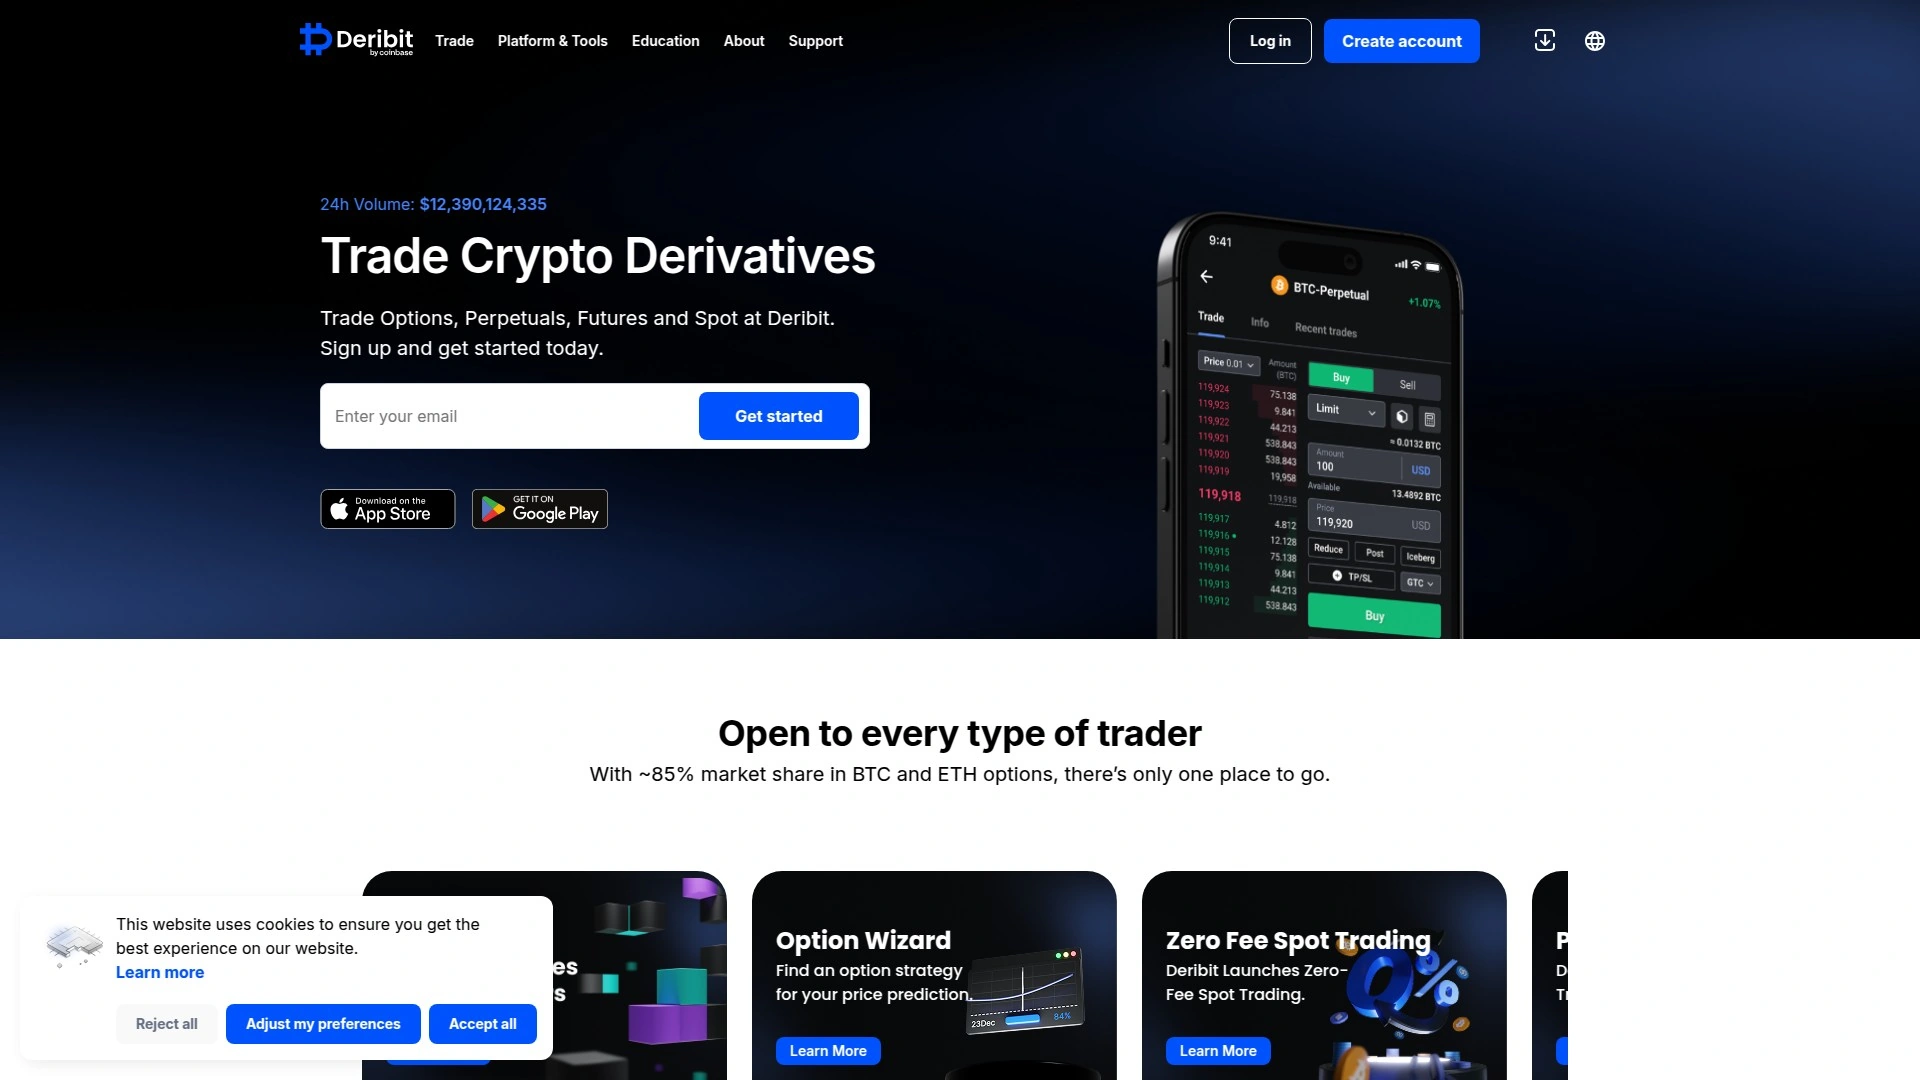 Deribit
by coinbase
Trade
Platform & Tools
Education
About
Support
Log in
Create account
24h Volume: $12,390,124,335
Trade Crypto Derivatives
Trade Options, Perpetuals, Futures and Spot at Deribit.
Sign up and get started today.
Enter your email
Get started
Download on the
App Store
GET IT ON
Google Play
9:41
BTC-Perpetual
+1.07%
Trade
Info
Recent trades
Price 0.01
Amount
(BTC)
119,924 75.138
119,923 9.841
119,922 44.213
119,921 538.843
119,920 538.843
119,919 19,958
119,918 119,918
119,917 4.812
119,916 12.128
119,915 75.138
119,914 9.841
119,913 44.213
119,912 538.843
Buy
Sell
Limit
≈ 0.0132 BTC
Amount
100
USD
Available
13.4892 BTC
Price
119,920
USD
Reduce
Post
Iceberg
TP/SL
GTC
Buy
Open to every type of trader
With ~85% market share in BTC and ETH options, there’s only one place to go.
es
s
Option Wizard
Find an option strategy
for your price prediction.
23Dec
84%
Learn More
Zero Fee Spot Trading
Deribit Launches Zero-
Fee Spot Trading.
Learn More
This website uses cookies to ensure you get the
best experience on our website.
Learn more
Reject all
Adjust my preferences
Accept all